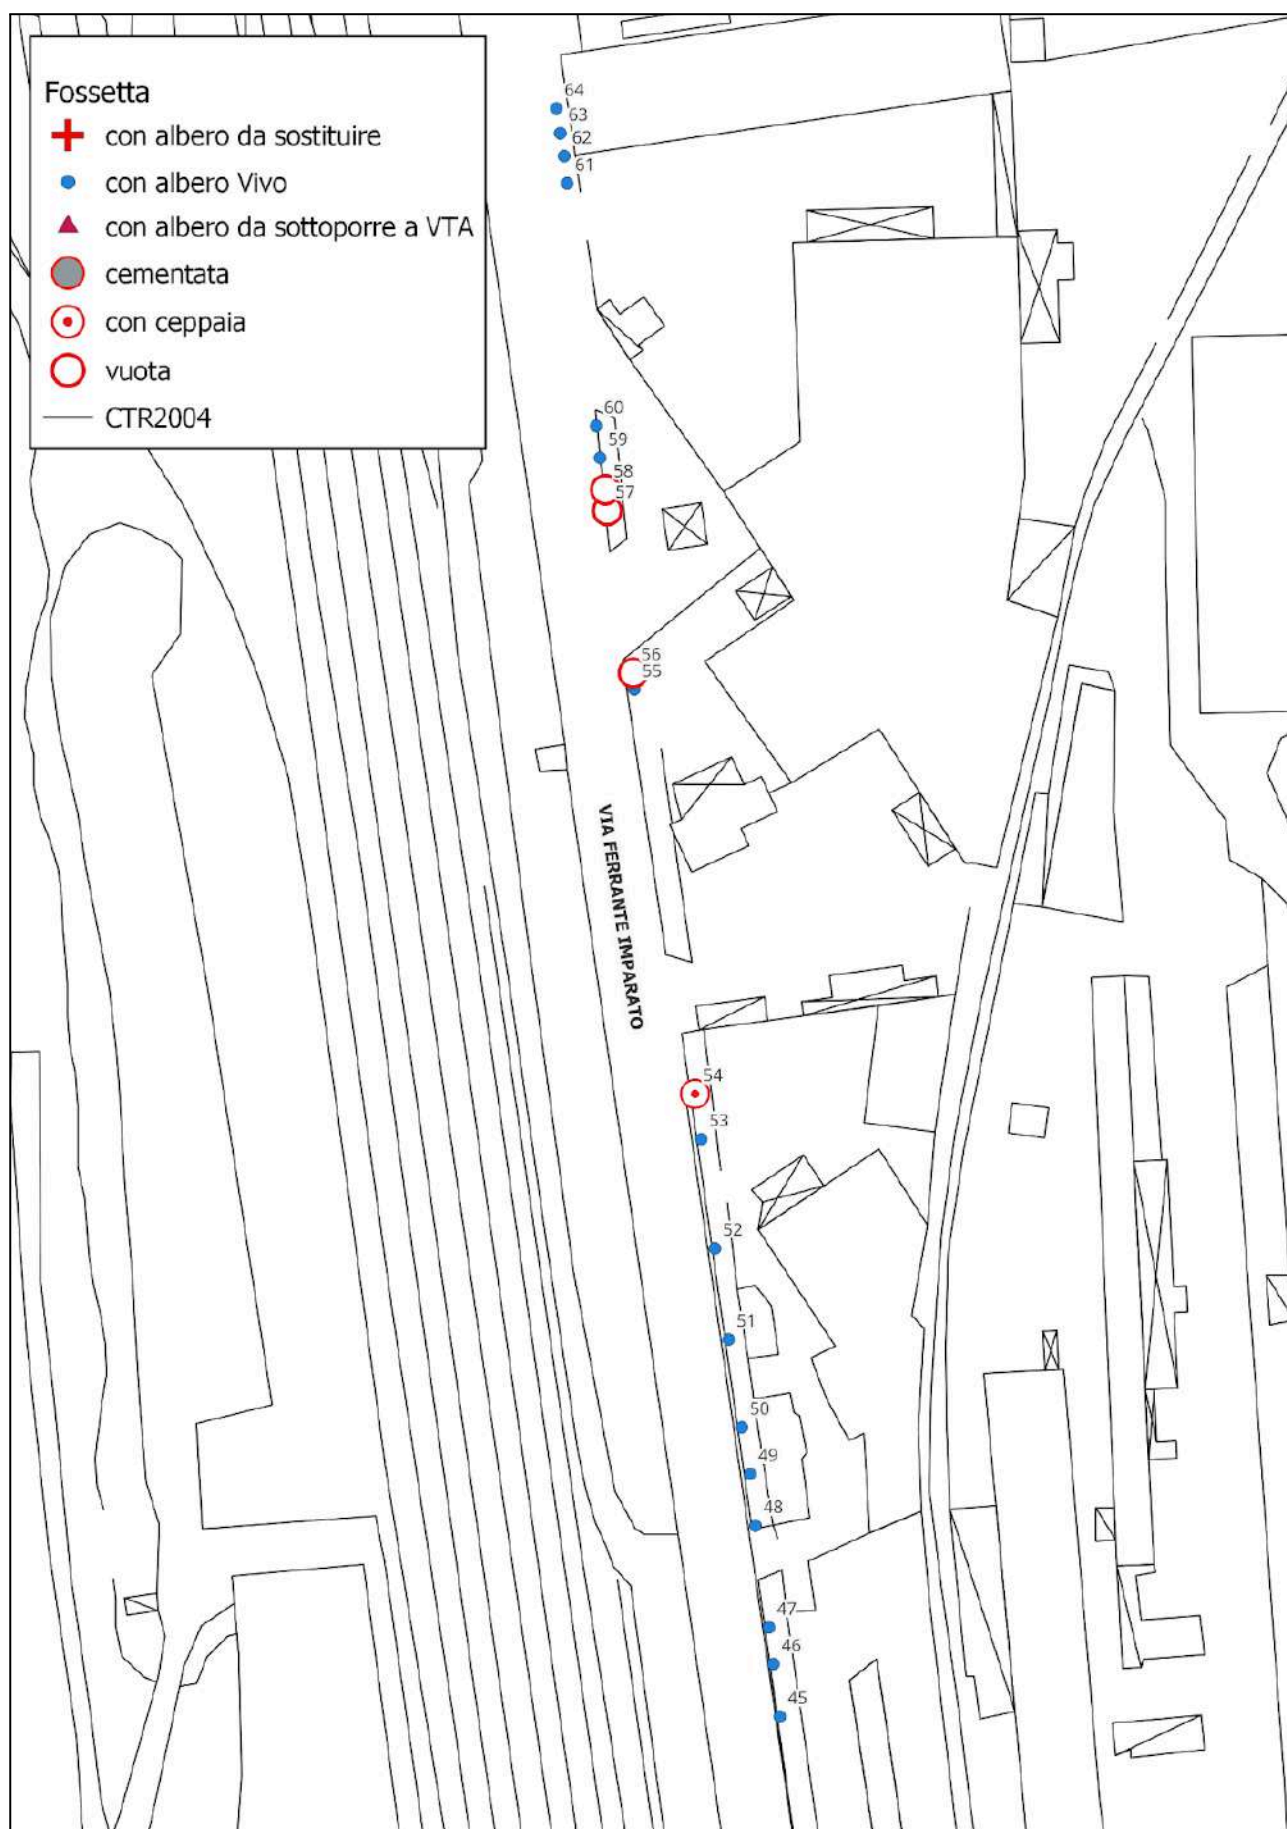 Fossetta
con albero da sostituire
con albero Vivo
con albero da sottoporre a VTA
cementata
con ceppaia
vuota
CTR2004
64
63
62
61
60
59
58
57
56
55
VIA FERRANTE IMPARATO
54
53
52
51
50
49
48
47
46
45